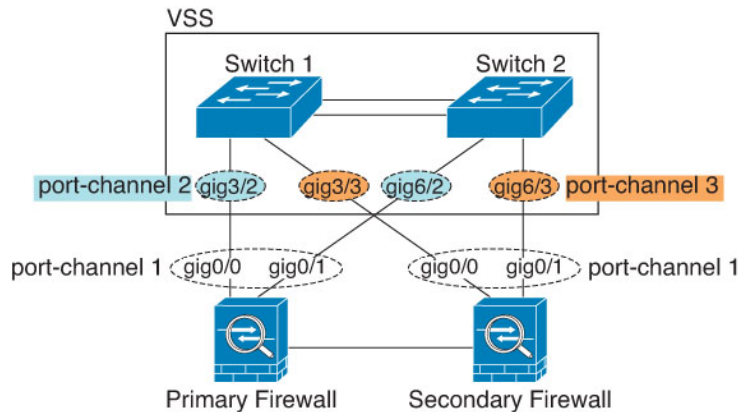 VSS
Switch 1
Switch 2
port-channel 2
gig3/2
gig3/3
gig6/2
gig6/3
port-channel 3
port-channel 1
gig0/0
gig0/1
gig0/0
gig0/1
port-channel 1
Primary Firewall
Secondary Firewall